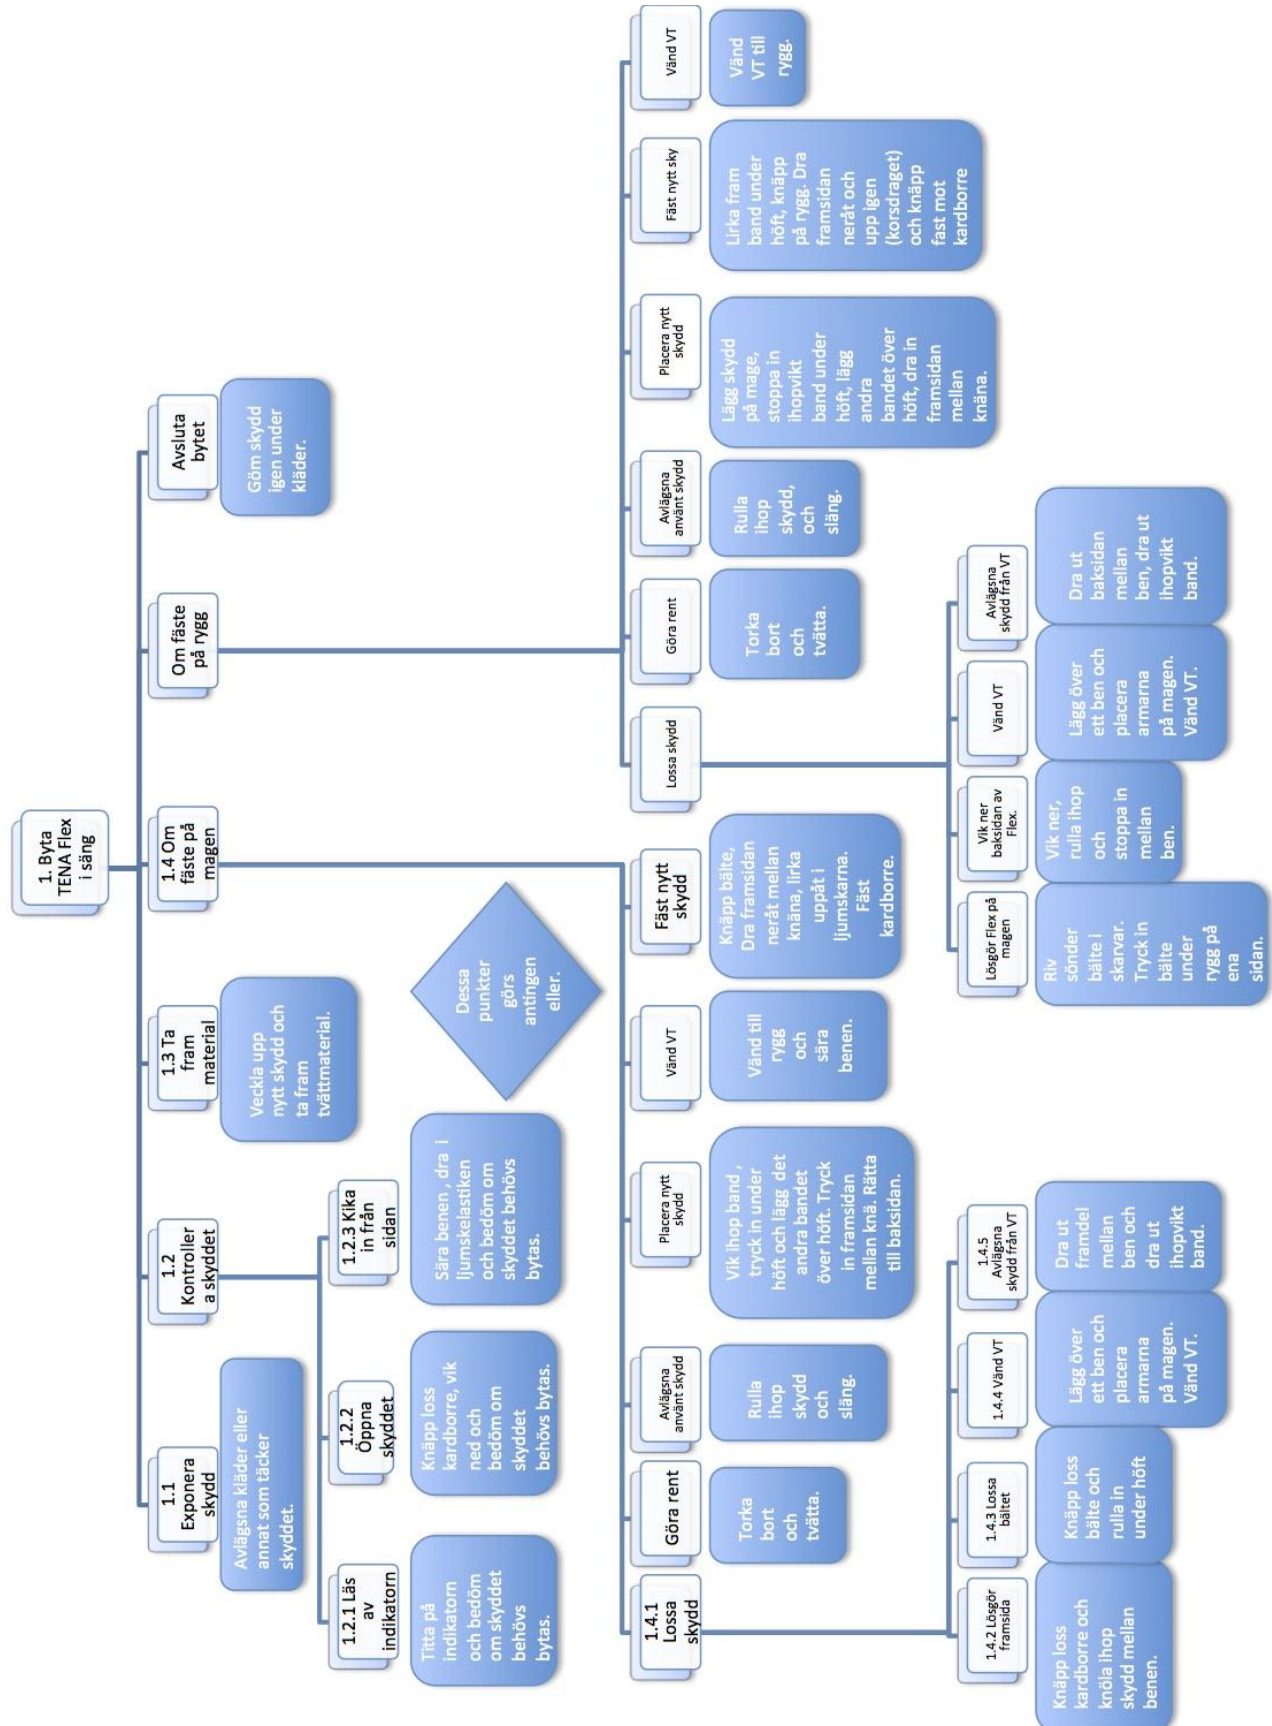 1. Byta
TENA Flex
i säng
1.1
Exponera
skydd
Avlägsna kläder eller
annat som täcker
skyddet.
1.2
Kontroller
a skyddet
1.2.1 Läs
av
indikatorn
Titta på
indikatorn
och bedöm
om skyddet
behövs
bytas.
1.2.2
Öppna
skyddet
Knäpp loss
kardborre, vik
ned och
bedöm om
skyddet
behövs bytas.
1.2.3 Kika
in från
sidan
Sära benen , dra i
ljumskelastiken
och bedöm om
skyddet behövs
bytas.
1.3 Ta
fram
material
Veckla upp
nytt skydd och
ta fram
tvättmaterial.
1.4 Om
fäste på
magen
Dessa
punkter
görs
antingen
eller.
Om fäste
på rygg
Avsluta
bytet
Göm skydd
igen under
kläder.
1.4.1
Lossa
skydd
Göra rent
Torka
bort
och
tvätta.
Avlägsna
använt skydd
Rulla
ihop
skydd
och
släng.
Placera nytt
skydd
Vik ihop band ,
tryck in under
höft och lägg det
andra bandet
över höft. Tryck
in framsidan
mellan knä. Rätta
till baksidan.
Vänd VT
Vänd till
rygg
och
sära
benen.
Fäst nytt
skydd
Knäpp bälte,
Dra framsidan
neråt mellan
knäna, lirka
uppåt i
ljumskarna.
Fäst
kardborre.
1.4.2 Lösgör
framsida
Knäpp loss
kardborre och
knöla ihop
skydd mellan
benen.
1.4.3 Lossa
bältet
Knäpp loss
bälte och
rulla in
under höft
1.4.4 Vänd VT
Lägg över
ett ben och
placera
armarna
på magen.
Vänd VT.
1.4.5
Avlägsna
skydd från VT
Dra ut
framdel
mellan
ben och
dra ut
ihopvikt
band.
Lossa skydd
Göra rent
Torka
bort
och
tvätta.
Avlägsna
använt skydd
Rulla
ihop
skydd,
och
släng.
Placera nytt
skydd
Lägg skydd
på mage,
stoppa in
ihopvikt
band under
höft, lägg
andra
bandet över
höft, dra in
framsidan
mellan
knäna.
Fäst nytt sky
Lirka fram
band under
höft, knäpp
på rygg. Dra
framsidan
neråt och
upp igen
(korsdraget)
och knäpp
fast mot
kardborre
Vänd VT
Vänd
VT till
rygg.
Lösgör Flex på
magen
Riv
sönder
bälte i
skarvar.
Tryck in
bälte
under
rygg på
ena
sidan.
Vik ner
baksidan av
Flex.
Vik ner,
rulla ihop
och
stoppa in
mellan
ben.
Vänd VT
Lägg över
ett ben och
placera
armarna
på magen.
Vänd VT.
Avlägsna
skydd från VT
Dra ut
baksidan
mellan
ben, dra ut
ihopvikt
band.